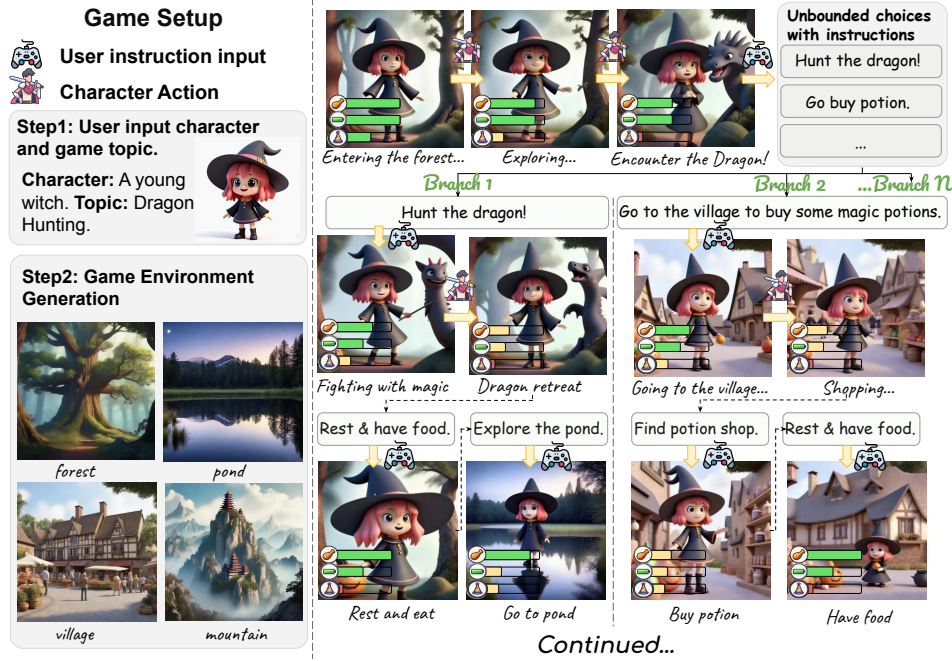 Game Setup
User instruction input
Character Action
Step1: User input character
and game topic.
Character: A young
witch. Topic: Dragon
Hunting.
Step2: Game Environment
Generation
forest
pond
village
mountain
Entering the forest...
Exploring...
Encounter the Dragon!
Unbounded choices
with instructions
Hunt the dragon!
Go buy potion.
...
Branch 1
Branch 2
...Branch N
Hunt the dragon!
Fighting with magic
Dragon retreat
Rest & have food.
Explore the pond.
Rest and eat
Go to pond
Go to the village to buy some magic potions.
Going to the village...
Shopping...
Find potion shop.
Rest & have food.
Buy potion
Have food
Continued...